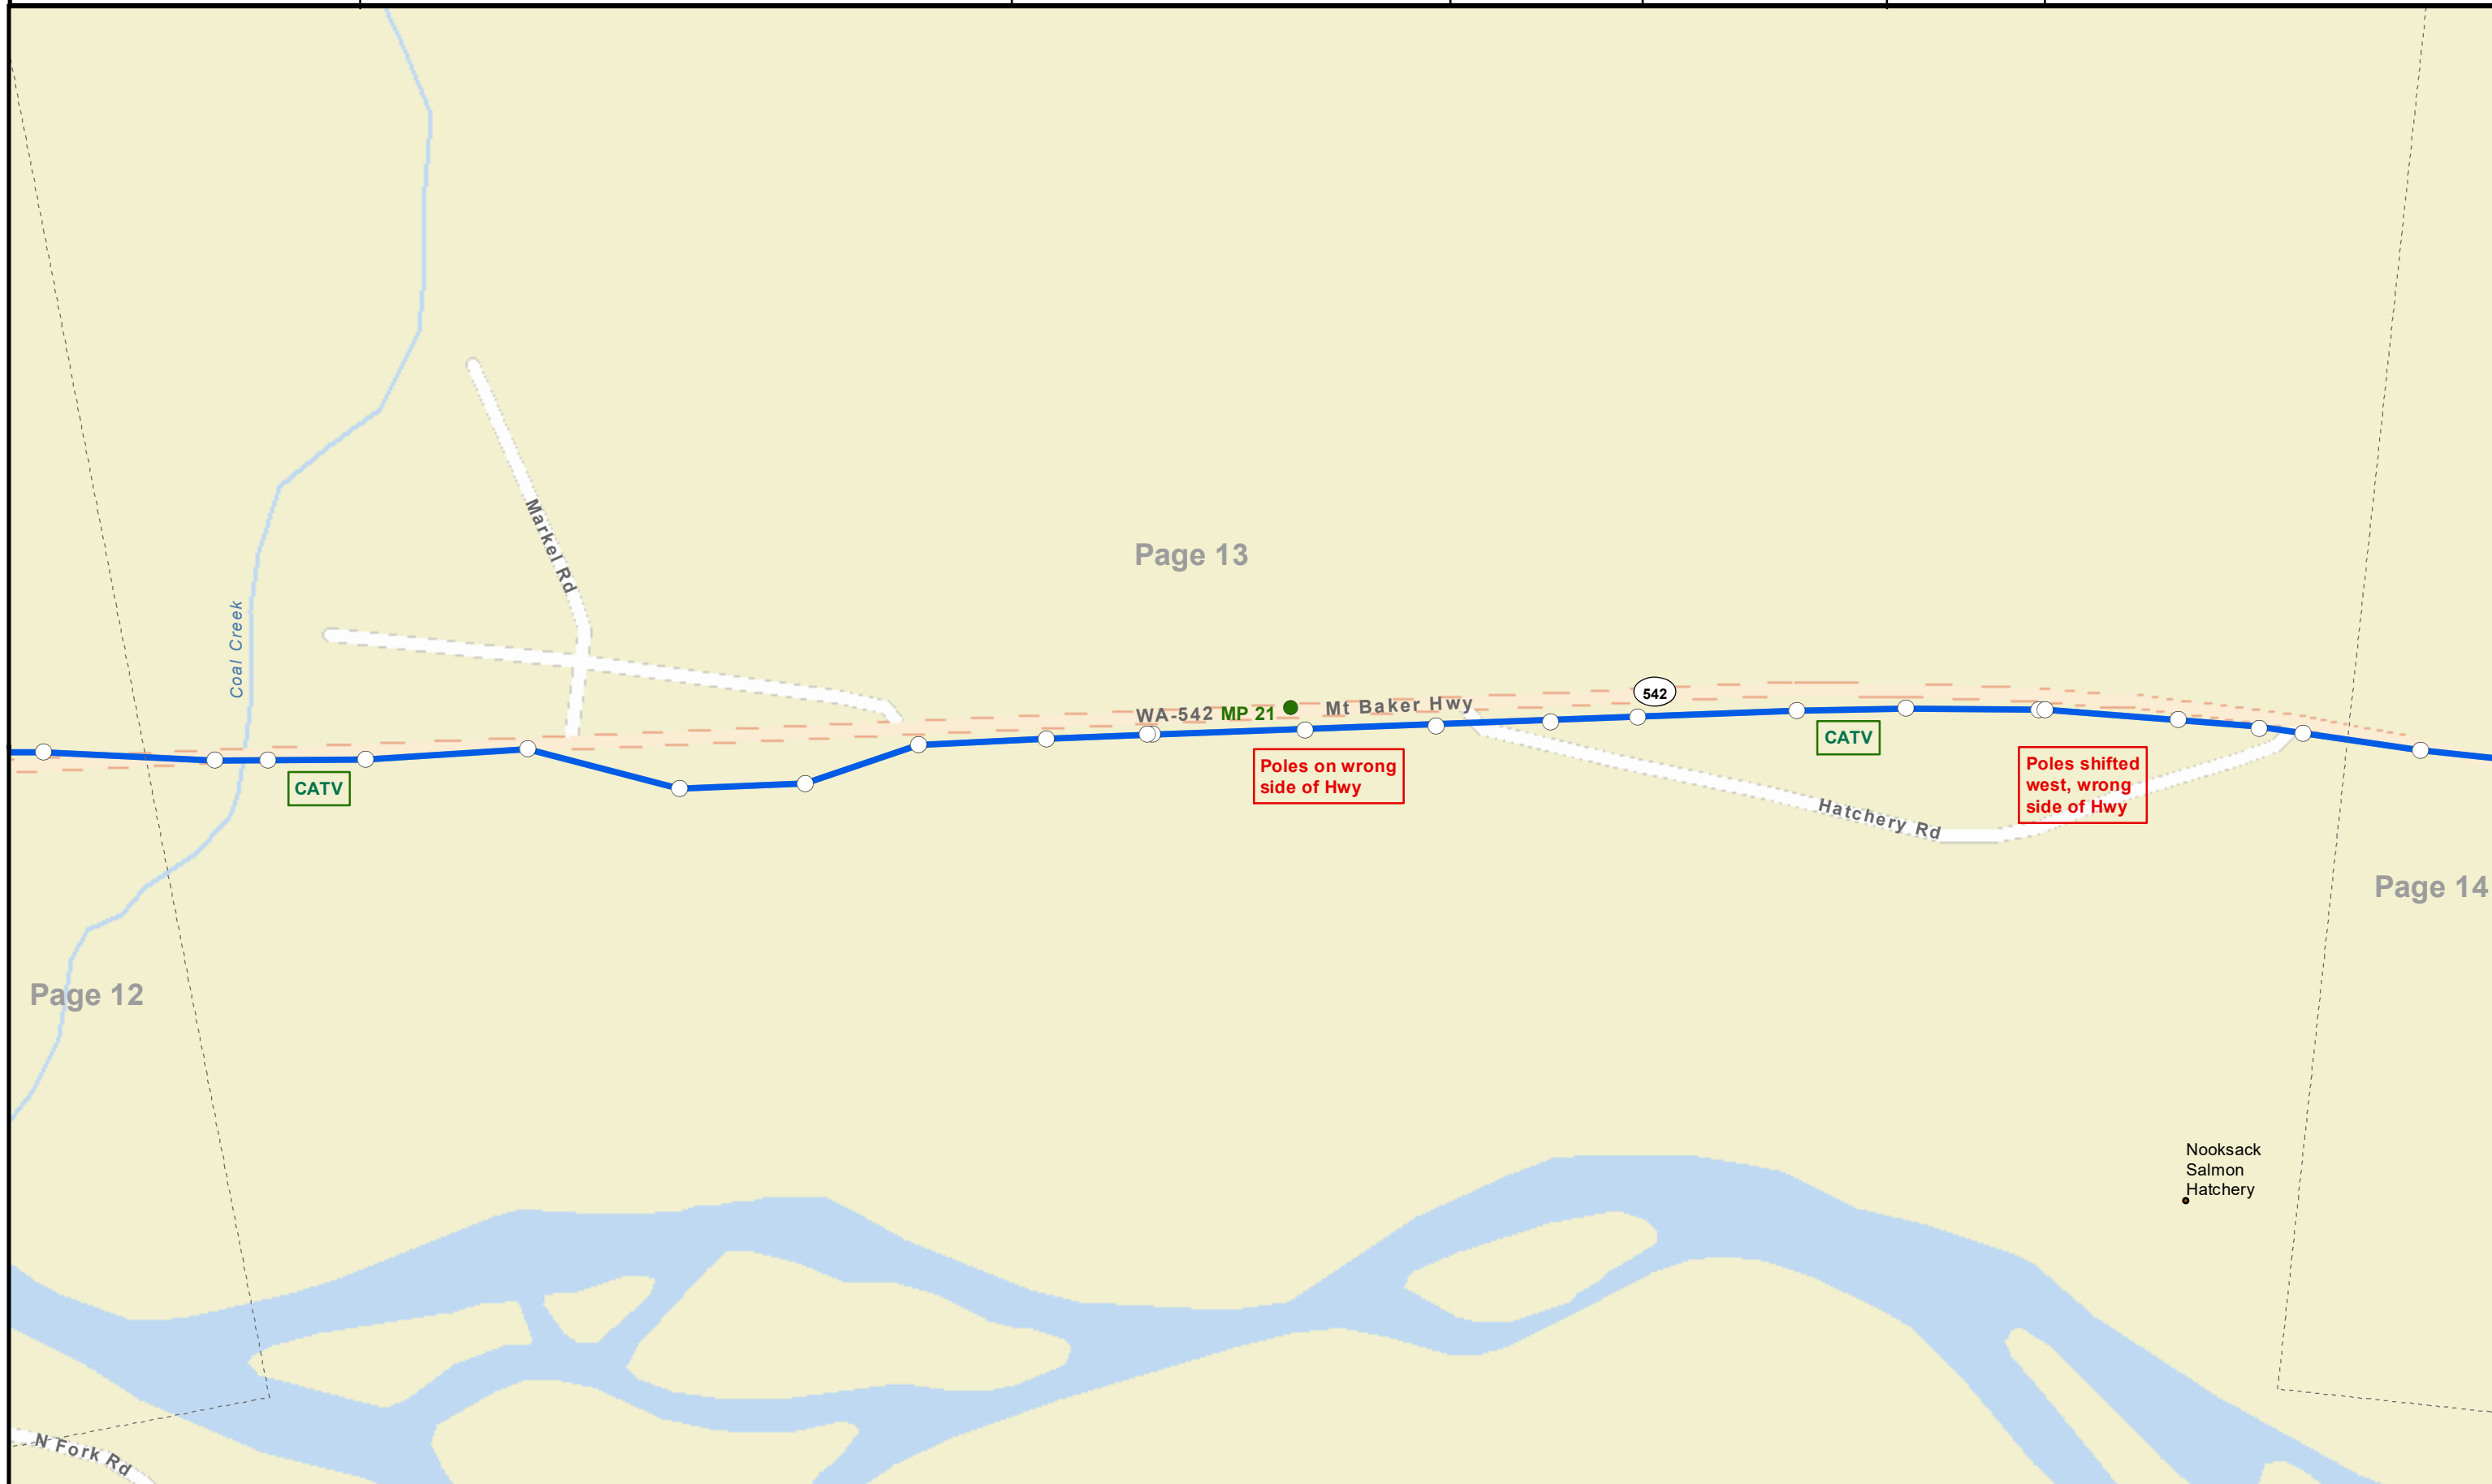 Markel Rd
Page 13
Coal Creek
542
WA-542 MP 21
Mt Baker Hwy
CATV
CATV
Poles on wrong
side of Hwy
Poles shifted
west, wrong
side of Hwy
Hatchery Rd
Page 14
Page 12
Nooksack
Salmon
Hatchery
N Fork Rd